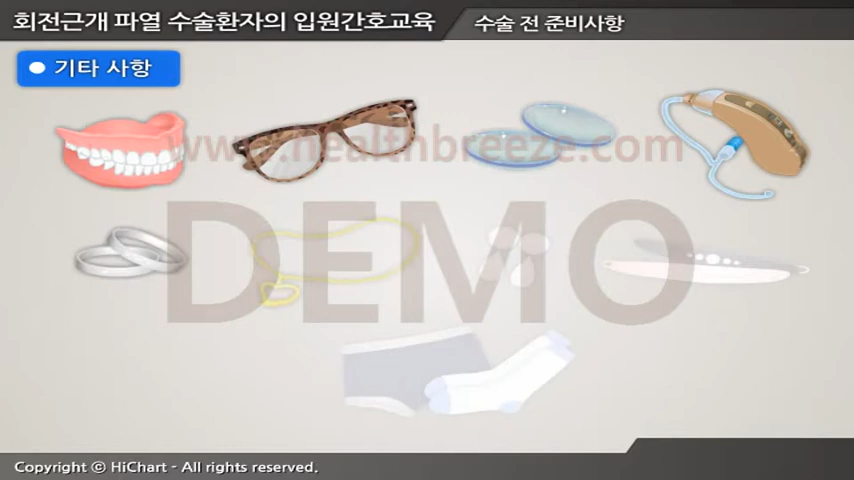 회전근개 파열 수술환자의 입원간호교육
수술 전 준비사항
기타 사항
www.healthbreeze.com
DEMO
Copyright ⓒ HiChart - All rights reserved.